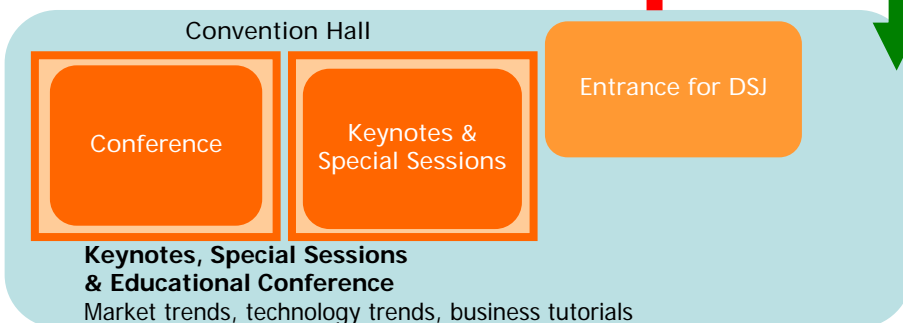 Convention Hall
Conference
Keynotes &
Special Sessions
Entrance for DSJ
Keynotes, Special Sessions
& Educational Conference
Market trends, technology trends, business tutorials